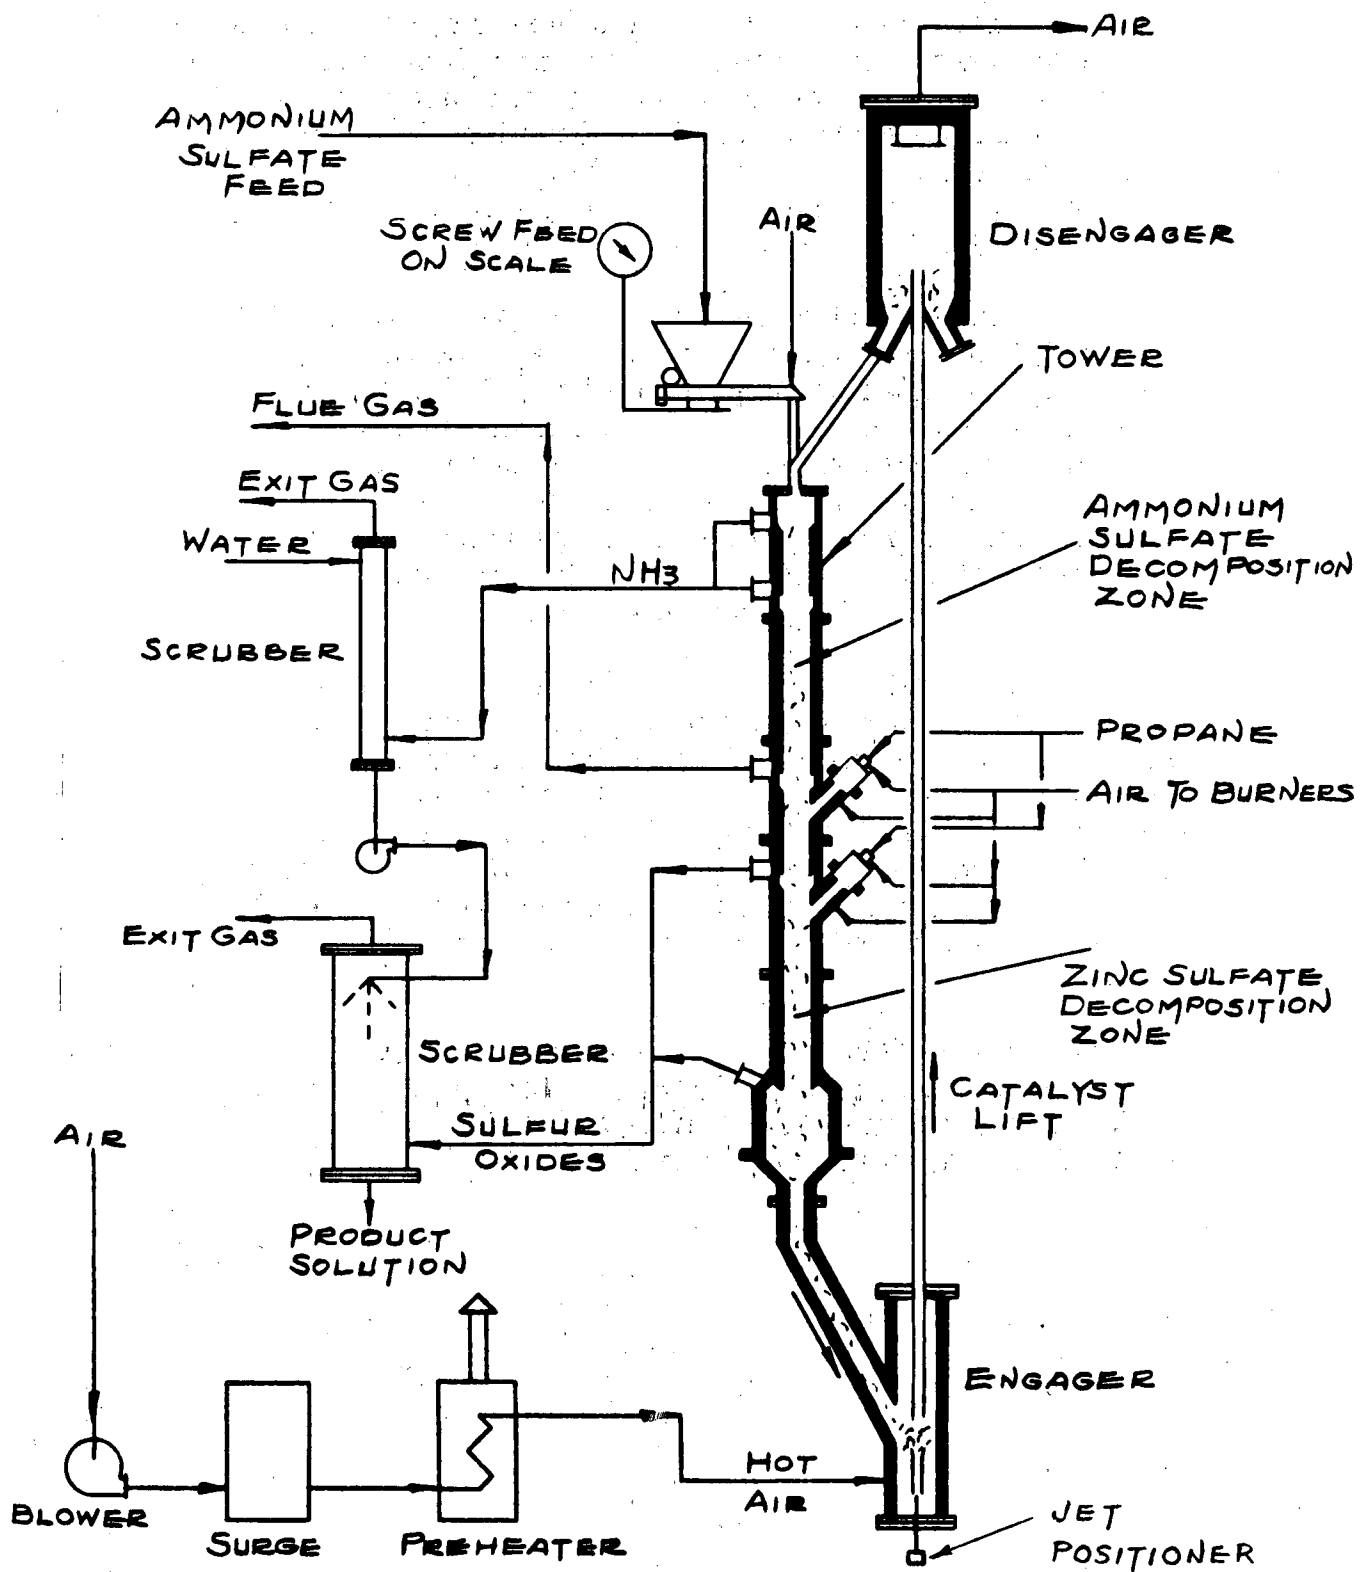 AIR
AMMONIUM
SULFATE
FEED
SCREW FEED
ON SCALE
AIR
DISENGAGER
TOWER
FLUE GAS
EXIT GAS
WATER
NH3
SCRUBBER
AMMONIUM
SULFATE
DECOMPOSITION
ZONE
PROPANE
AIR TO BURNERS
EXIT GAS
ZINC SULFATE
DECOMPOSITION
ZONE
SCRUBBER
CATALYST
LIFT
SULFUR
OXIDES
AIR
PRODUCT
SOLUTION
ENGAGER
HOT
AIR
BLOWER
SURGE
PREHEATER
JET
POSITIONER